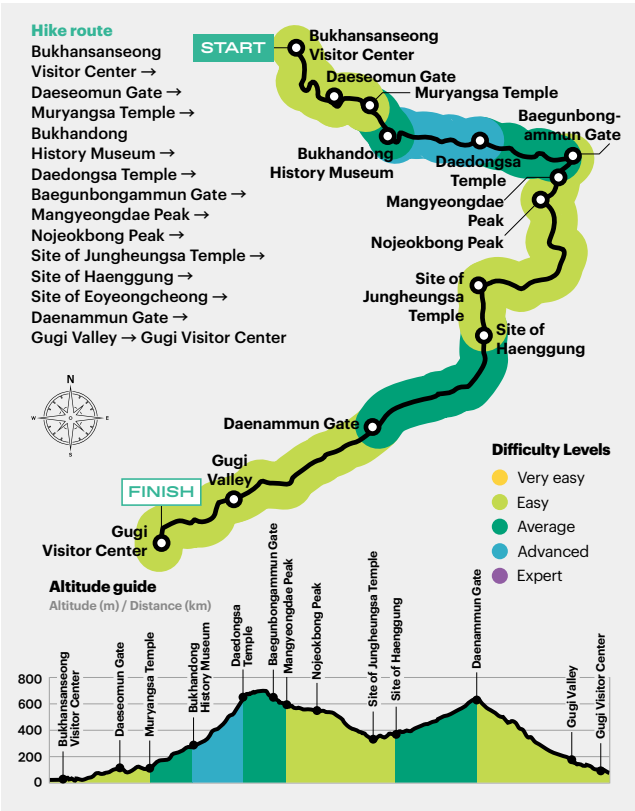 Hike route
Bukhansanseong
Visitor Center →
Daeseomun Gate →
Muryangsa Temple →
Bukhandong
History Museum →
Daedongsa Temple →
Baegunbongammun Gate →
Mangyeongdae Peak →
Nojeokbong Peak →
Site of Jungheungsa Temple →
Site of Haenggung →
Site of Eoyeongcheong →
Daenammun Gate →
Gugi Valley → Gugi Visitor Center
START
Bukhansanseong
Visitor Center
Daeseomun Gate
Muryangsa Temple
Baegunbong-
ammun Gate
Bukhandong
History Museum
Daedongsa
Temple
Mangyeongdae
Peak
Nojeokbong Peak
Site of
Jungheungsa
Temple
Site of
Haenggung
Daenammun Gate
Gugi
Valley
FINISH
Gugi
Visitor Center
N
W
E
S
Difficulty Levels
Very easy
Easy
Average
Advanced
Expert
Altitude guide
Altitude (m) / Distance (km)
800
600
400
200
0
Bukhansanseong
Visitor Center
Daeseomun Gate
Muryangsa Temple
Bukhandong
History Museum
Daedongsa
Temple
Baegunbongammun Gate
Mangyeongdae Peak
Nojeokbong Peak
Site of Jungheungsa Temple
Site of Haenggung
Daenammun Gate
Gugi Valley
Gugi Visitor Center